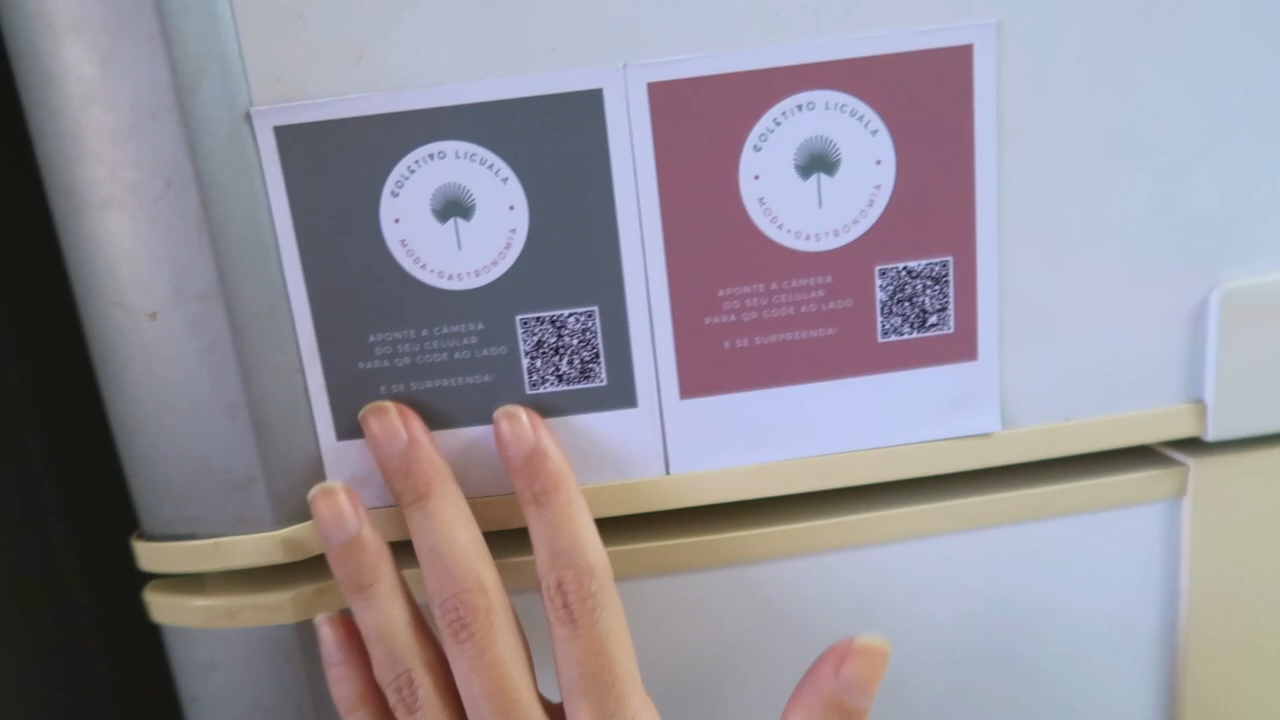 COLETIVO LICUALA
MODA+GASTRONOMIA
APONTE A CÂMERA
DO SEU CELULAR
PARA QR CODE AO LADO
E SE SURPREENDA!
COLETIVO LICUALA
MODA+GASTRONOMIA
APONTE A CÂMERA
DO SEU CELULAR
PARA QR CODE AO LADO
E SE SURPREENDA!